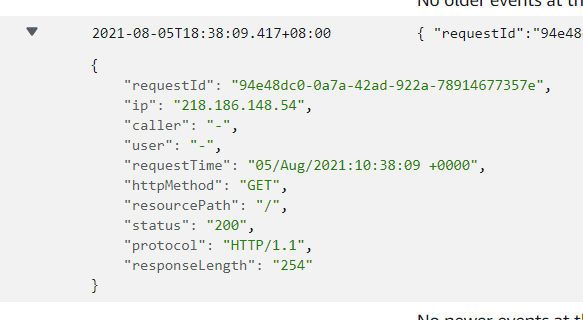 No older events at th
2021-08-05T18:38:09.417+08:00 { "requestId":"94e48
{
"requestId": "94e48dc0-0a7a-42ad-922a-78914677357e",
"ip": "218.186.148.54",
"caller": "-",
"user": "-",
"requestTime": "05/Aug/2021:10:38:09 +0000",
"httpMethod": "GET",
"resourcePath": "/",
"status": "200",
"protocol": "HTTP/1.1",
"responseLength": "254"
}
No newer events at th